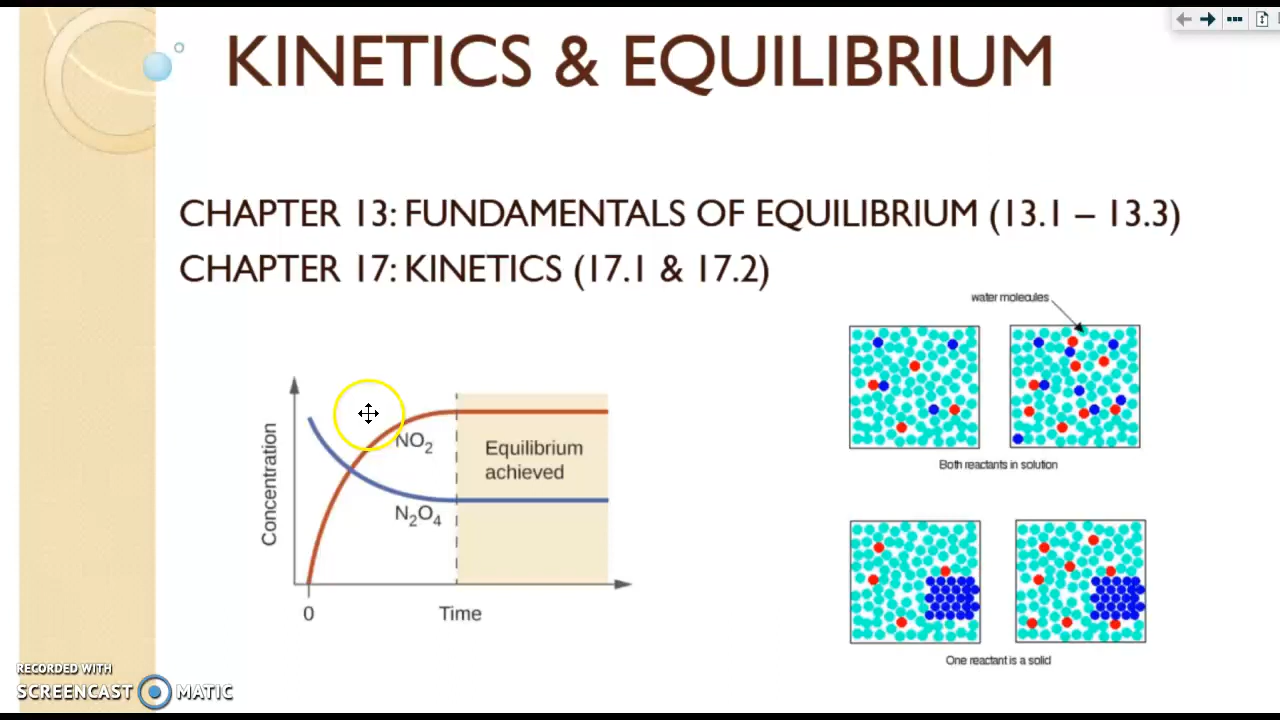 KINETICS & EQUILIBRIUM
CHAPTER 13: FUNDAMENTALS OF EQUILIBRIUM (13.1 – 13.3)
CHAPTER 17: KINETICS (17.1 & 17.2)
water molecules
Both reactants in solution
Concentration
NO₂
Equilibrium
achieved
N₂O₄
0
Time
One reactant is a solid
RECORDED WITH
SCREENCAST MATIC